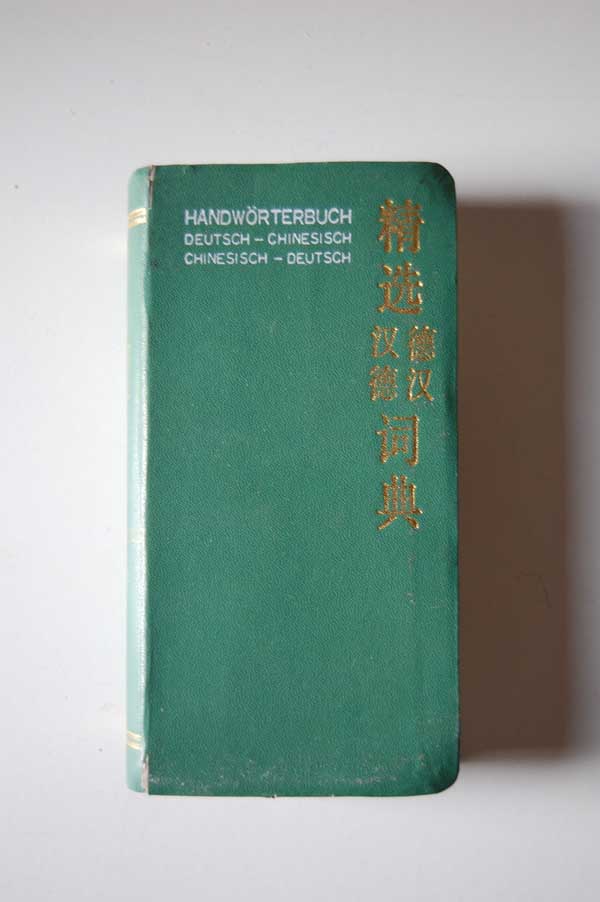 HANDWÖRTERBUCH
DEUTSCH – CHINESISCH
CHINESISCH – DEUTSCH
精选
德汉
汉德
词典